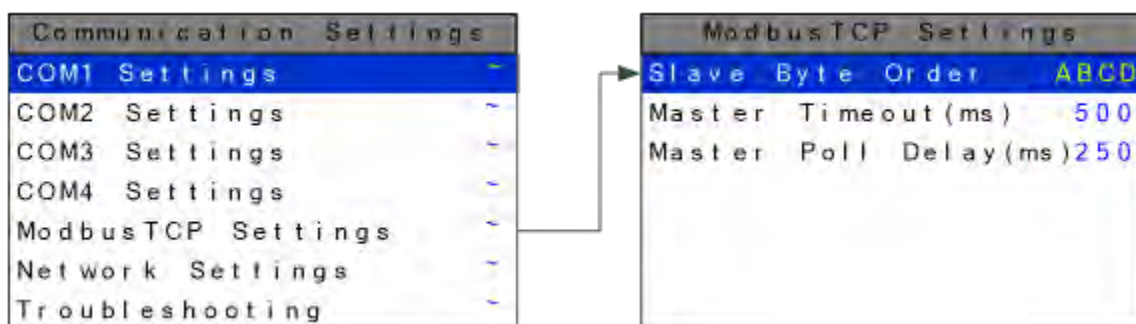 Communication Settings
COM1 Settings ~
COM2 Settings ~
COM3 Settings ~
COM4 Settings ~
ModbusTCP Settings ~
Network Settings ~
Troubleshooting ~
ModbusTCP Settings
Slave Byte Order ABCD
Master Timeout(ms) 500
Master Poll Delay(ms)250